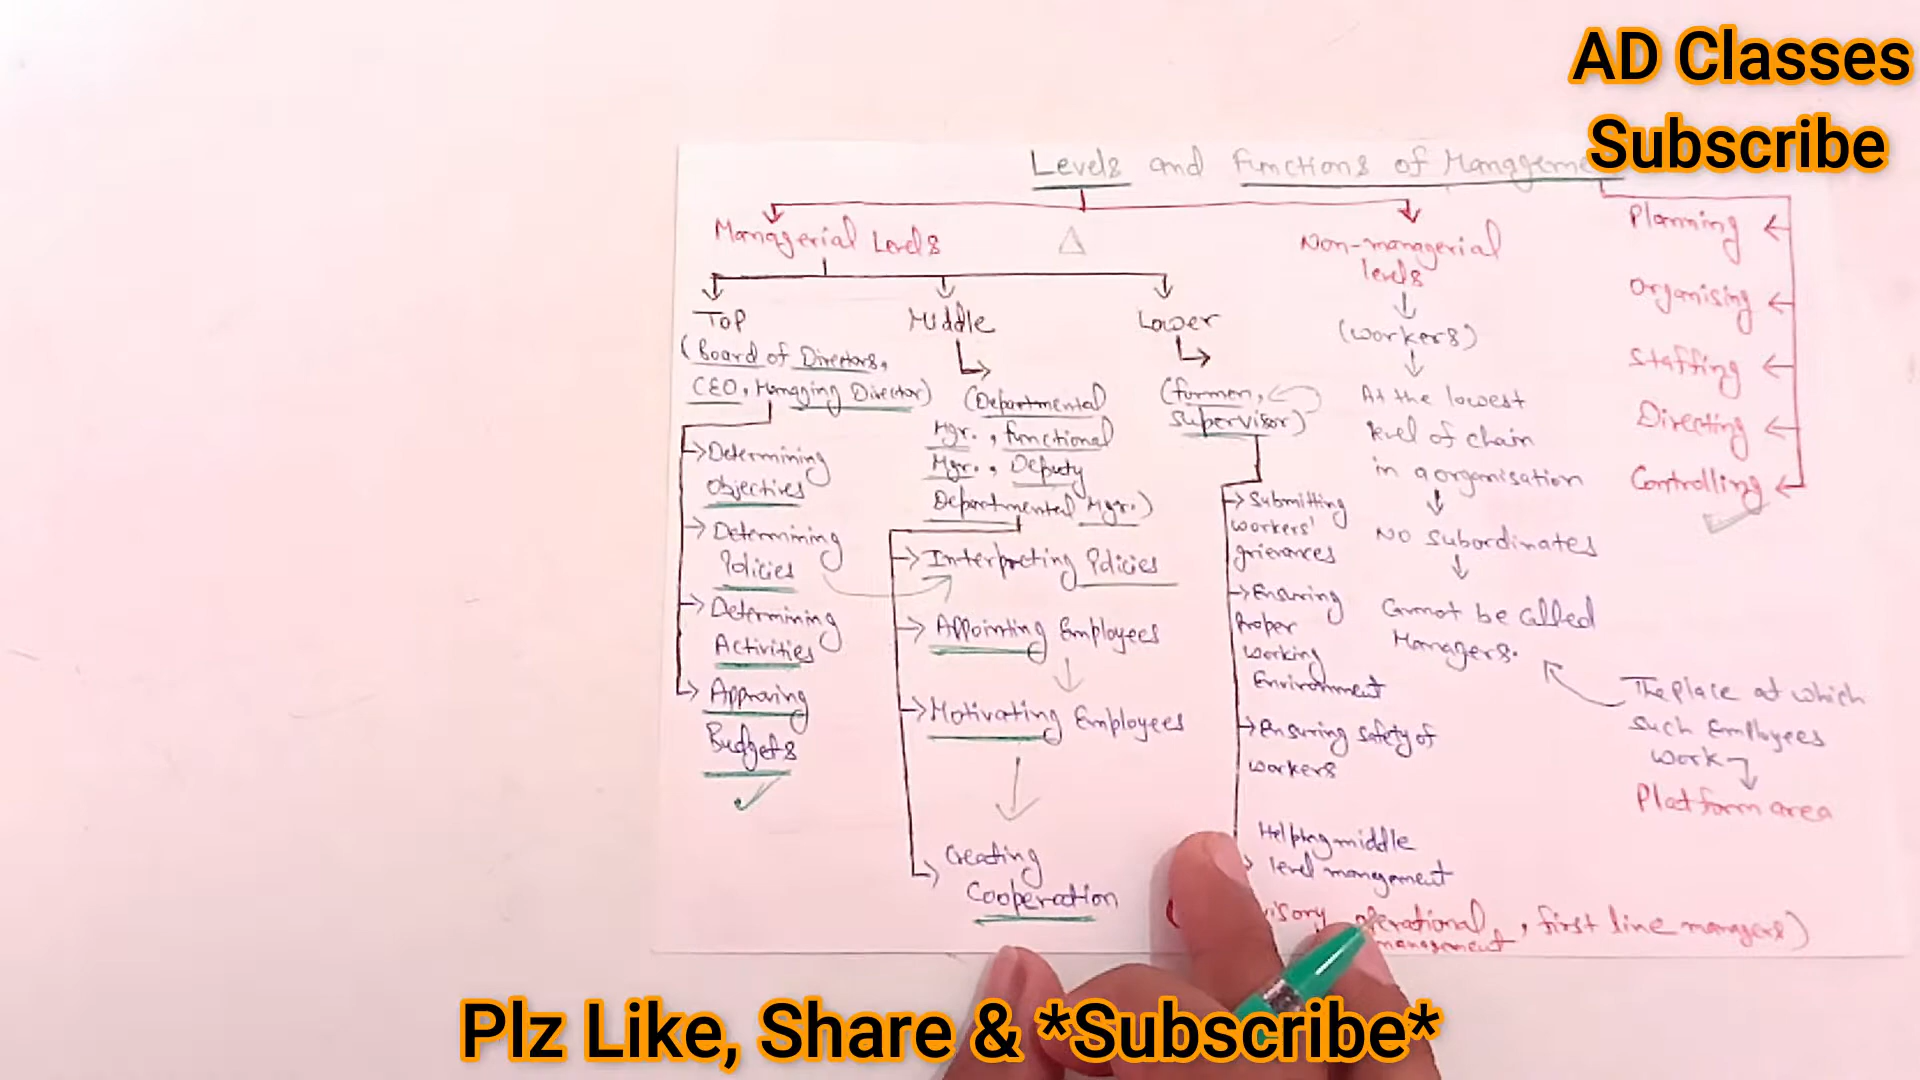 AD Classes
Subscribe
Levels and Functions of Manageme
Managerial Levels
Non-managerial
levels
TOP
Middle
Lower
(Board of Directors,
CEO, Managing Director)
Determining
objectives
Determining
Policies
Determining
Activities
Approving
Budgets
(Departmental
Mgr., functional
Mgr., Deputy
Departmental Mgr.)
Interpreting Policies
Appointing Employees
Motivating Employees
Creating
Cooperation
(formen,
Supervisor)
Submitting
workers'
grievances
Ensuring
Proper
working
Environment
Ensuring safety of
workers
Helping middle
level management
visory operational, first line managers)
management
(workers)
At the lowest
level of chain
in a organisation
No subordinates
Cannot be called
Managers.
The place at which
such Employees
work
Platform area
Planning
Organising
Staffing
Directing
Controlling
Plz Like, Share & *Subscribe*